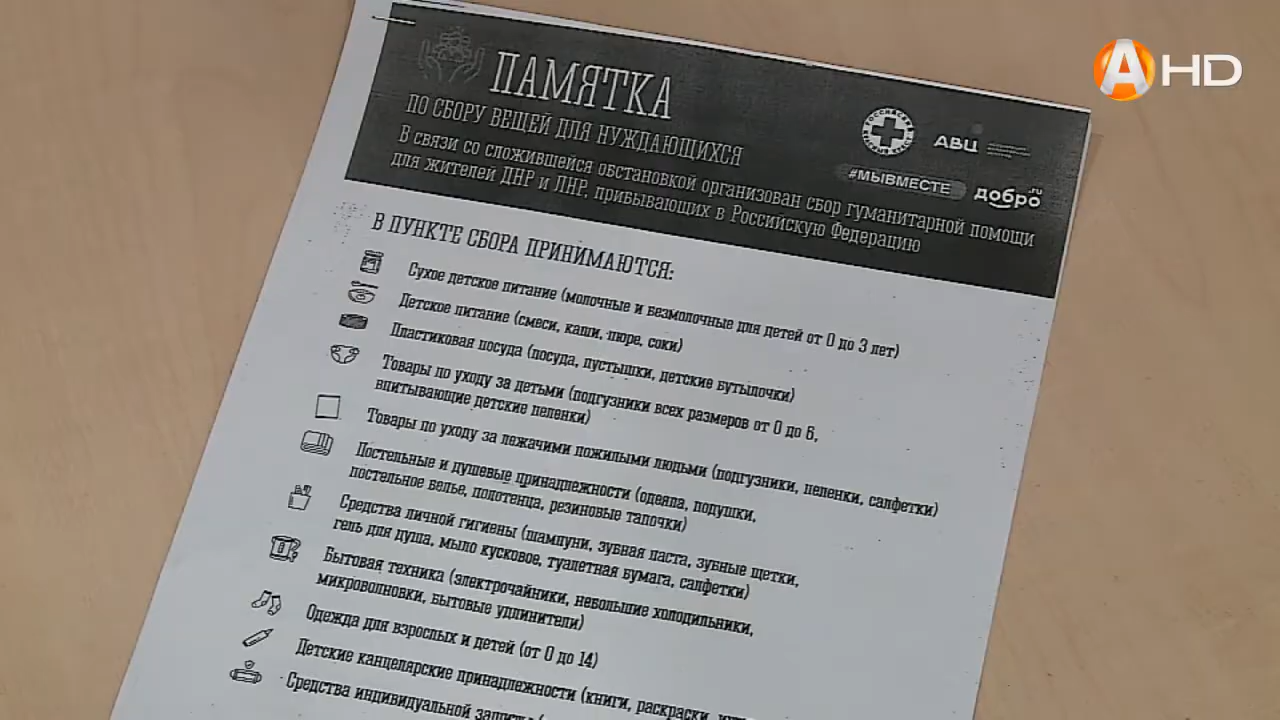 AHD
ПАМЯТКА
ПО СБОРУ ВЕЩЕЙ ДЛЯ НУЖДАЮЩИХСЯ
В связи со сложившейся обстановкой организован сбор гуманитарной помощи
для жителей ДНР и ЛНР, прибывающих в Российскую Федерацию
АВЦ
#МЫВМЕСТЕ
добро.ru
В ПУНКТЕ СБОРА ПРИНИМАЮТСЯ:
Сухое детское питание (молочные и безмолочные для детей от 0 до 3 лет)
Детское питание (смеси, каши, пюре, соки)
Пластиковая посуда (посуда, пустышки, детские бутылочки)
Товары по уходу за детьми (подгузники всех размеров от 0 до 6,
впитывающие детские пеленки)
Товары по уходу за лежачими пожилыми людьми (подгузники, пеленки, салфетки)
Постельные и душевые принадлежности (одеяла, подушки,
постельное белье, полотенца, резиновые тапочки)
Средства личной гигиены (шампуни, зубная паста, зубные щетки,
гель для душа, мыло кусковое, туалетная бумага, салфетки)
Бытовая техника (электрочайники, небольшие холодильники,
микроволновки, бытовые удлинители)
Одежда для взрослых и детей (от 0 до 14)
Детские канцелярские принадлежности (книги, раскраски,
Средства индивидуальной защиты (